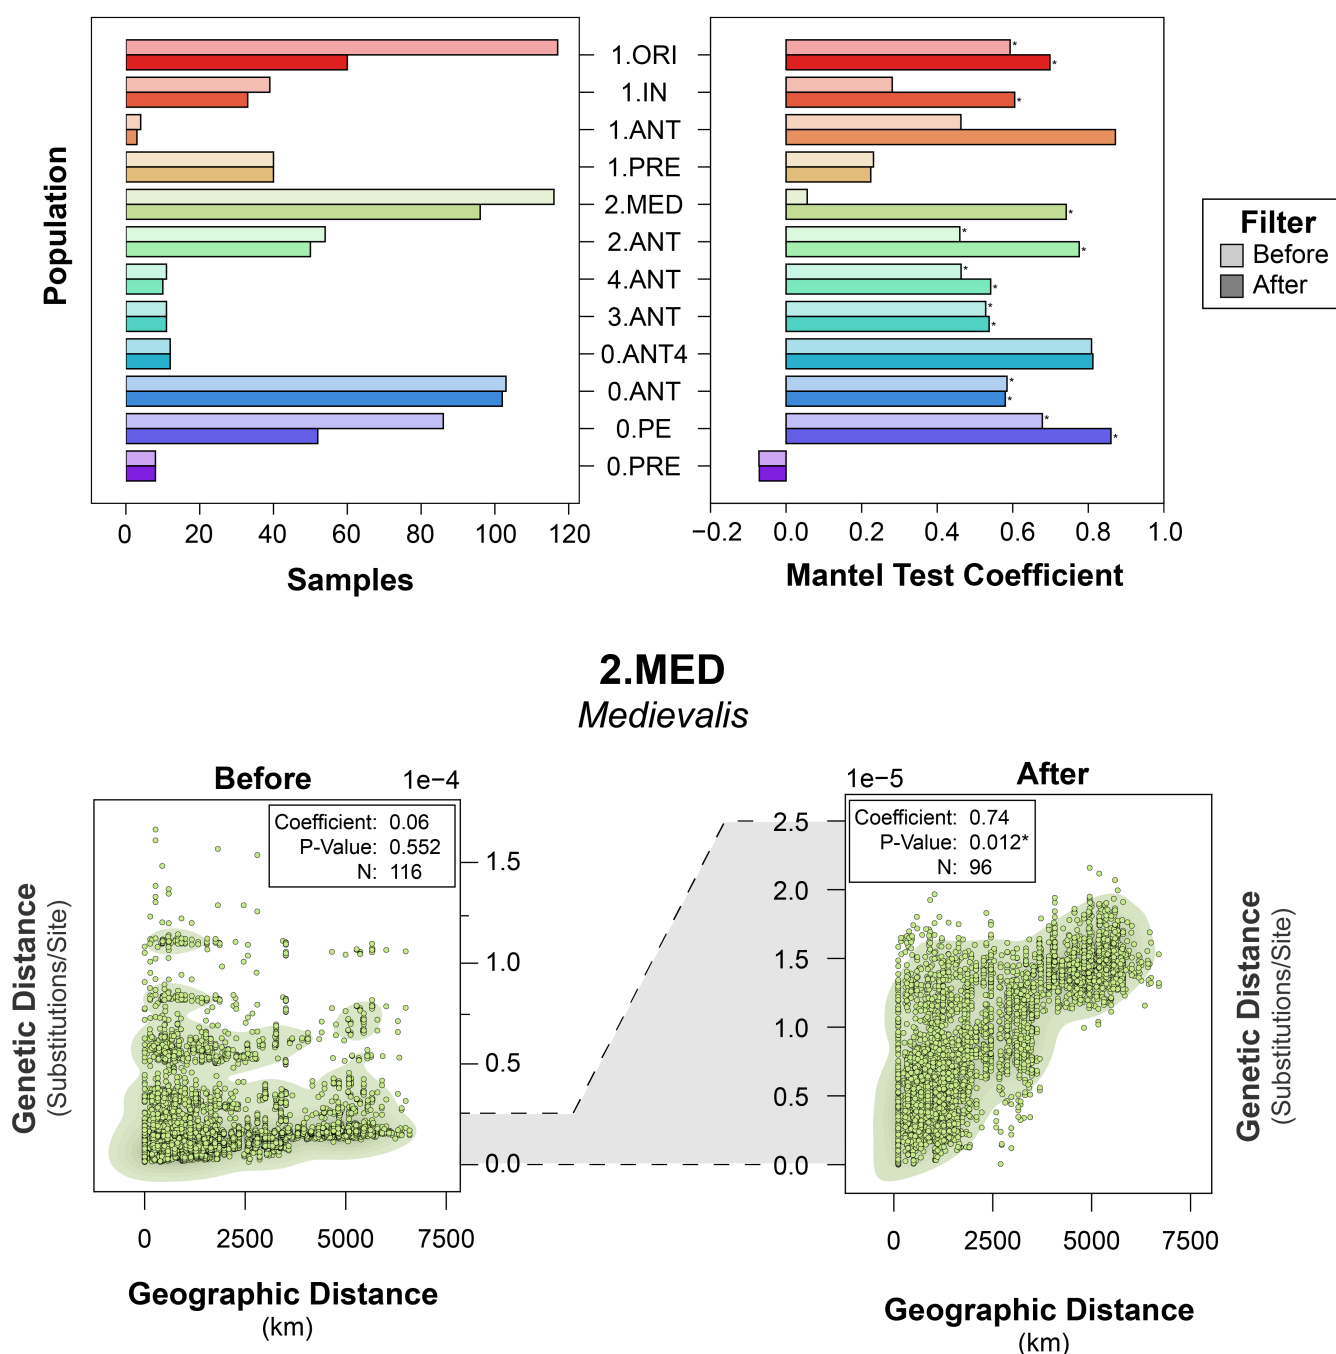 Population
1.ORI
1.IN
1.ANT
1.PRE
2.MED
2.ANT
4.ANT
3.ANT
0.ANT4
0.ANT
0.PE
0.PRE
0 20 40 60 80 100 120
Samples
* * * * * * * * * * * * * * *
−0.2 0.0 0.2 0.4 0.6 0.8 1.0
Mantel Test Coefficient
Filter
Before
After
2.MED
Medievalis
Before 1e−4
Coefficient: 0.06
P-Value: 0.552
N: 116
1.5
1.0
0.5
0.0
Genetic Distance
(Substitutions/Site)
0 2500 5000 7500
Geographic Distance
(km)
1e−5 After
Coefficient: 0.74
P-Value: 0.012*
N: 96
2.5
2.0
1.5
1.0
0.5
0.0
Genetic Distance
(Substitutions/Site)
0 2500 5000 7500
Geographic Distance
(km)